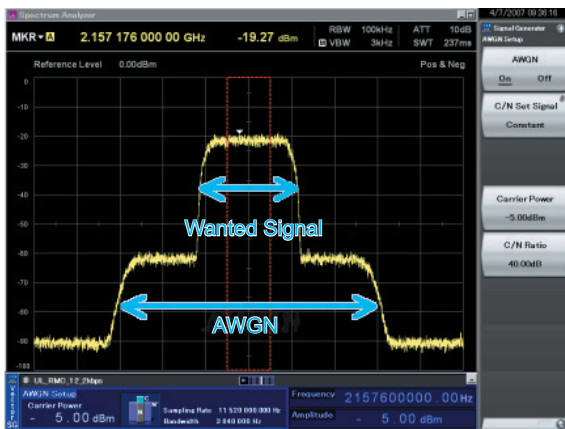 Spectrum Analyzer
4/7/2007 09:36:16
MKR 2.157 176 000 00 GHz -19.27 dBm
RBW 100kHz ATT 10dB
VBW 3kHz SWT 237ms
Reference Level 0.00dBm Pos & Neg
0
-10
-20
-30
-40
-50
-60
-70
-80
-90
-100
Wanted Signal
AWGN
Signal Generator
AWGN Setup
AWGN
On Off
C/N Set Signal
Constant
Carrier Power
-5.00dBm
C/N Ratio
40.00dB
UL_RMC_12_2kbps
Vector SG
AWGN Setup
Carrier Power
- 5.00 dBm
Sampling Rate 11 520 000.000 Hz
Bandwidth 3 840 000 Hz
Frequency 2157600000.00Hz
Amplitude - 5.00 dBm